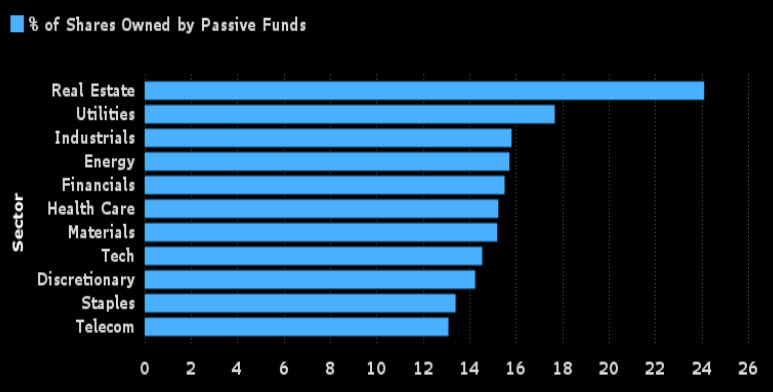 % of Shares Owned by Passive Funds
Sector
Real Estate
Utilities
Industrials
Energy
Financials
Health Care
Materials
Tech
Discretionary
Staples
Telecom
0 2 4 6 8 10 12 14 16 18 20 22 24 26